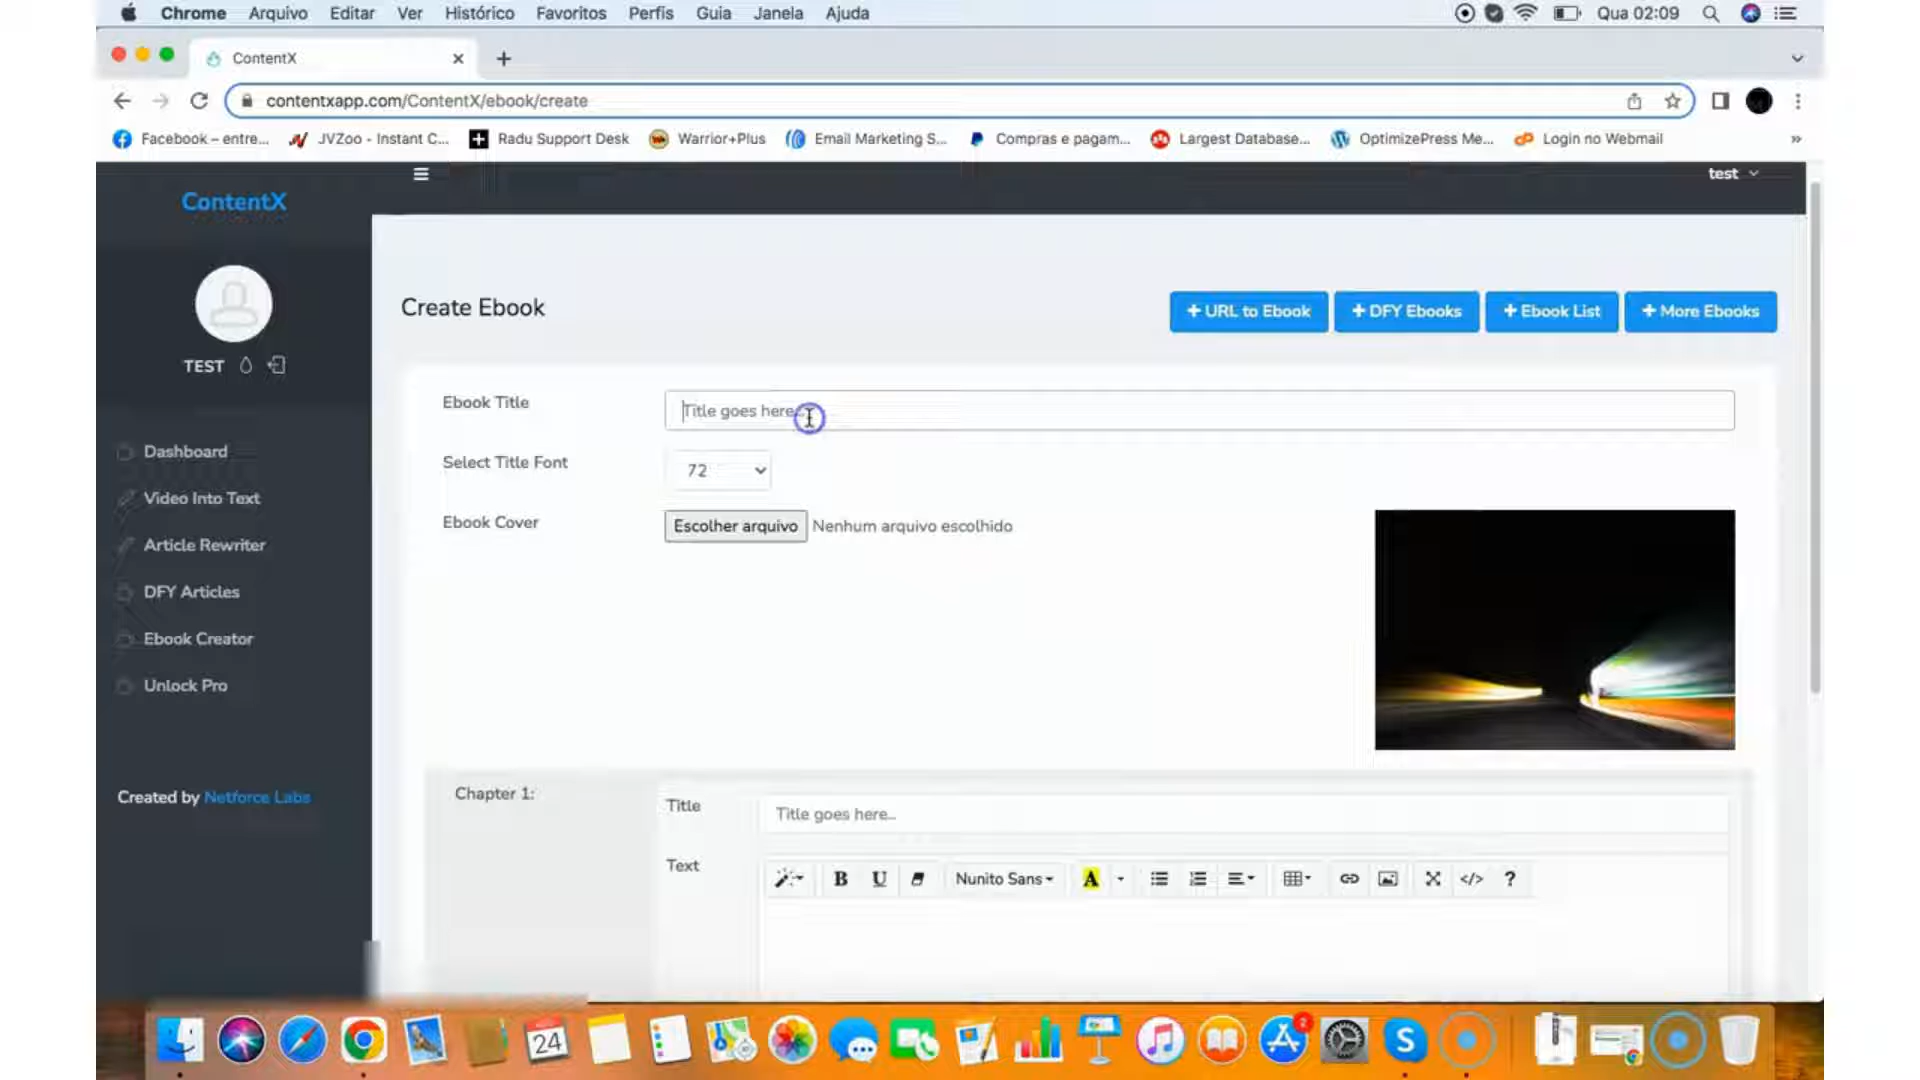 Chrome Arquivo Editar Ver Histórico Favoritos Perfis Guia Janela Ajuda Qua 02:09
ContentX
contentxapp.com/ContentX/ebook/create
Facebook – entre... JVZoo - Instant C... Radu Support Desk Warrior+Plus Email Marketing S... Compras e pagam... Largest Database... OptimizePress Me... Login no Webmail »
ContentX
test
Create Ebook
+ URL to Ebook + DFY Ebooks + Ebook List + More Ebooks
TEST
Ebook Title
Title goes here..
Select Title Font
72
Ebook Cover
Escolher arquivo Nenhum arquivo escolhido
Dashboard
Video Into Text
Article Rewriter
DFY Articles
Ebook Creator
Unlock Pro
Created by Netforce Labs
Chapter 1:
Title
Title goes here..
Text
B U Nunito Sans A </> ?
24
2